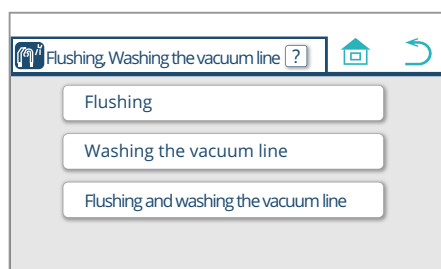 Flushing, Washing the vacuum line ?
Flushing
Washing the vacuum line
Flushing and washing the vacuum line